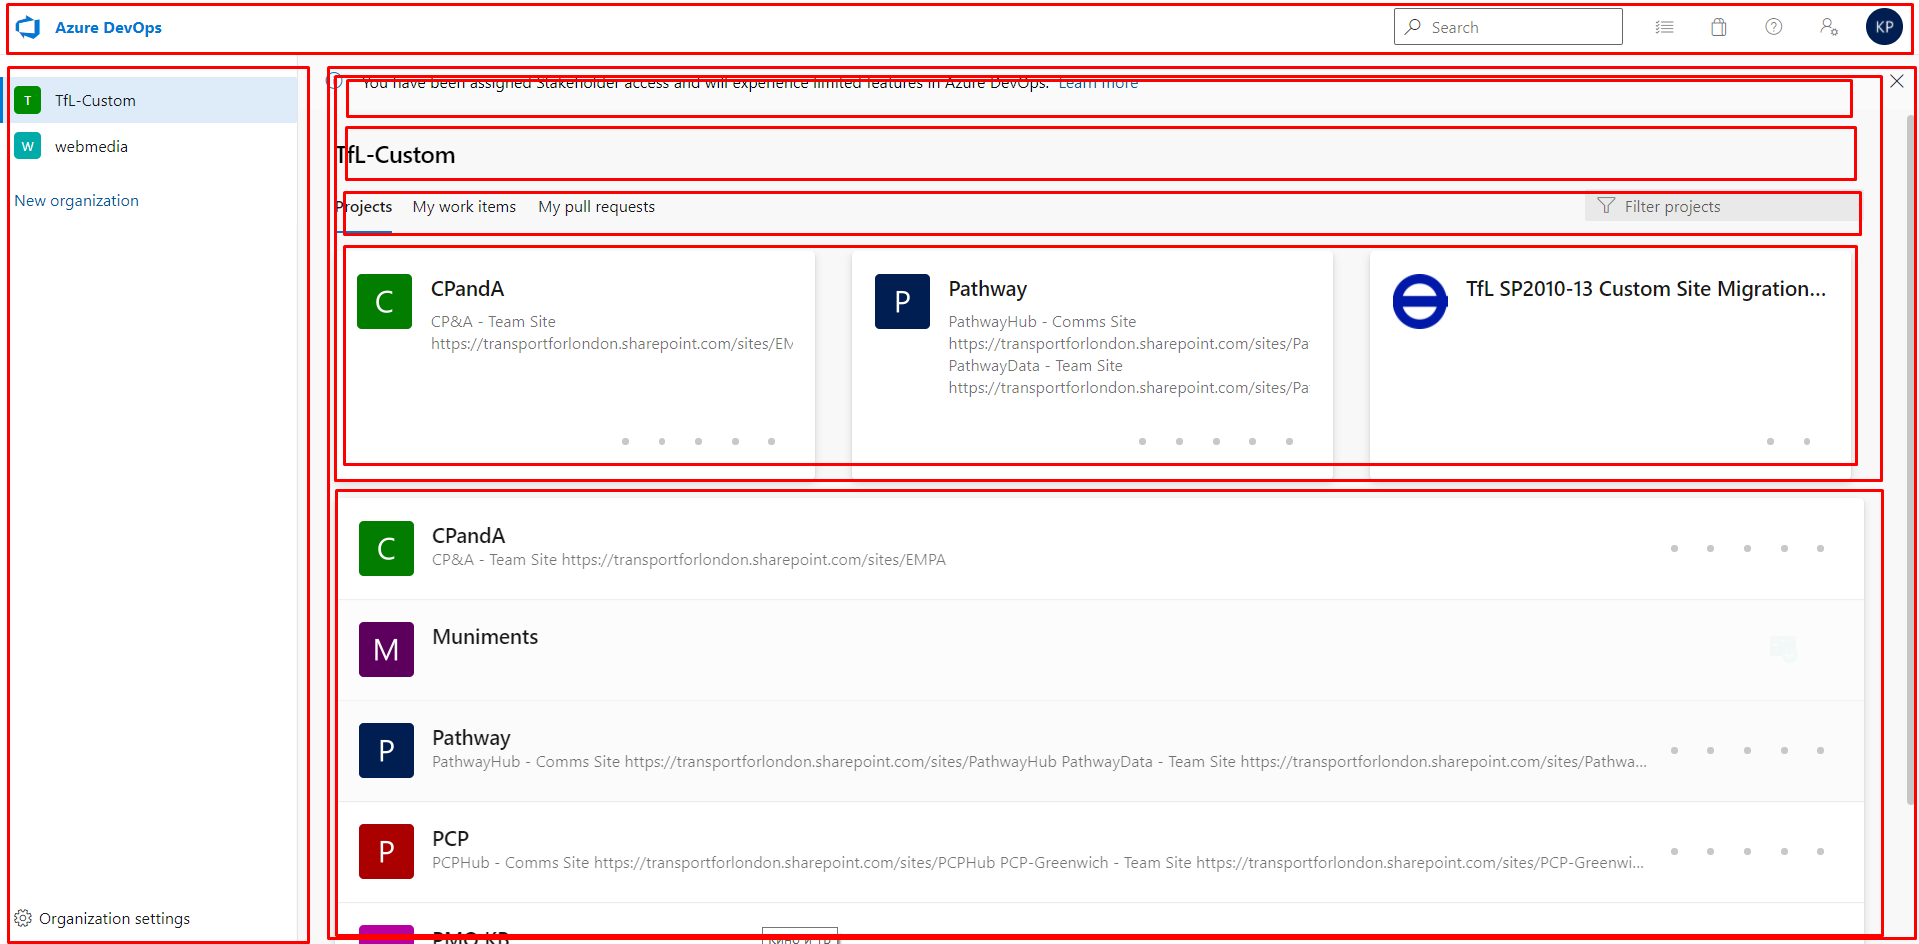 Azure DevOps
Search
KP
T TfL-Custom
W webmedia
New organization
You have been assigned Stakeholder access and will experience limited features in Azure DevOps. Learn more
TfL-Custom
Projects My work items My pull requests
Filter projects
C CPandA
CP&A - Team Site
https://transportforlondon.sharepoint.com/sites/EM
P Pathway
PathwayHub - Comms Site
https://transportforlondon.sharepoint.com/sites/Pa
PathwayData - Team Site
https://transportforlondon.sharepoint.com/sites/Pa
TfL SP2010-13 Custom Site Migration...
C CPandA
CP&A - Team Site https://transportforlondon.sharepoint.com/sites/EMPA
M Muniments
P Pathway
PathwayHub - Comms Site https://transportforlondon.sharepoint.com/sites/PathwayHub PathwayData - Team Site https://transportforlondon.sharepoint.com/sites/Pathwa...
P PCP
PCPHub - Comms Site https://transportforlondon.sharepoint.com/sites/PCPHub PCP-Greenwich - Team Site https://transportforlondon.sharepoint.com/sites/PCP-Greenwi...
PMO KB
Кино и ТВ
Organization settings